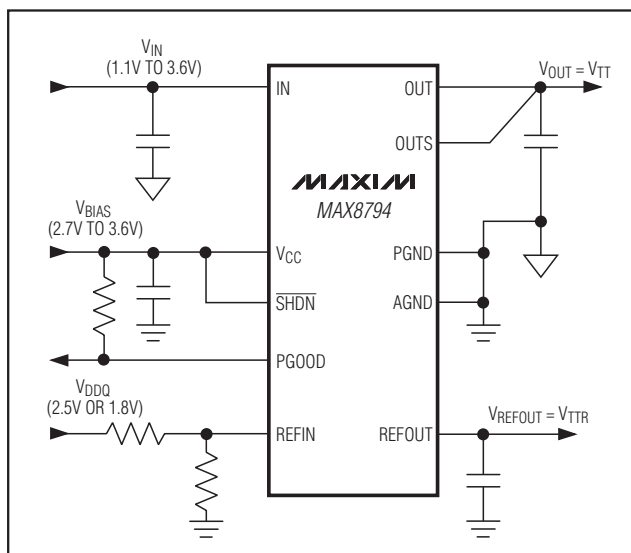 V_IN
(1.1V TO 3.6V)
IN
OUT
V_OUT = V_TT
OUTS
MAXIM
MAX8794
V_BIAS
(2.7V TO 3.6V)
V_CC
PGND
SHDN
AGND
PGOOD
V_DDQ
(2.5V OR 1.8V)
REFIN
REFOUT
V_REFOUT = V_TTR